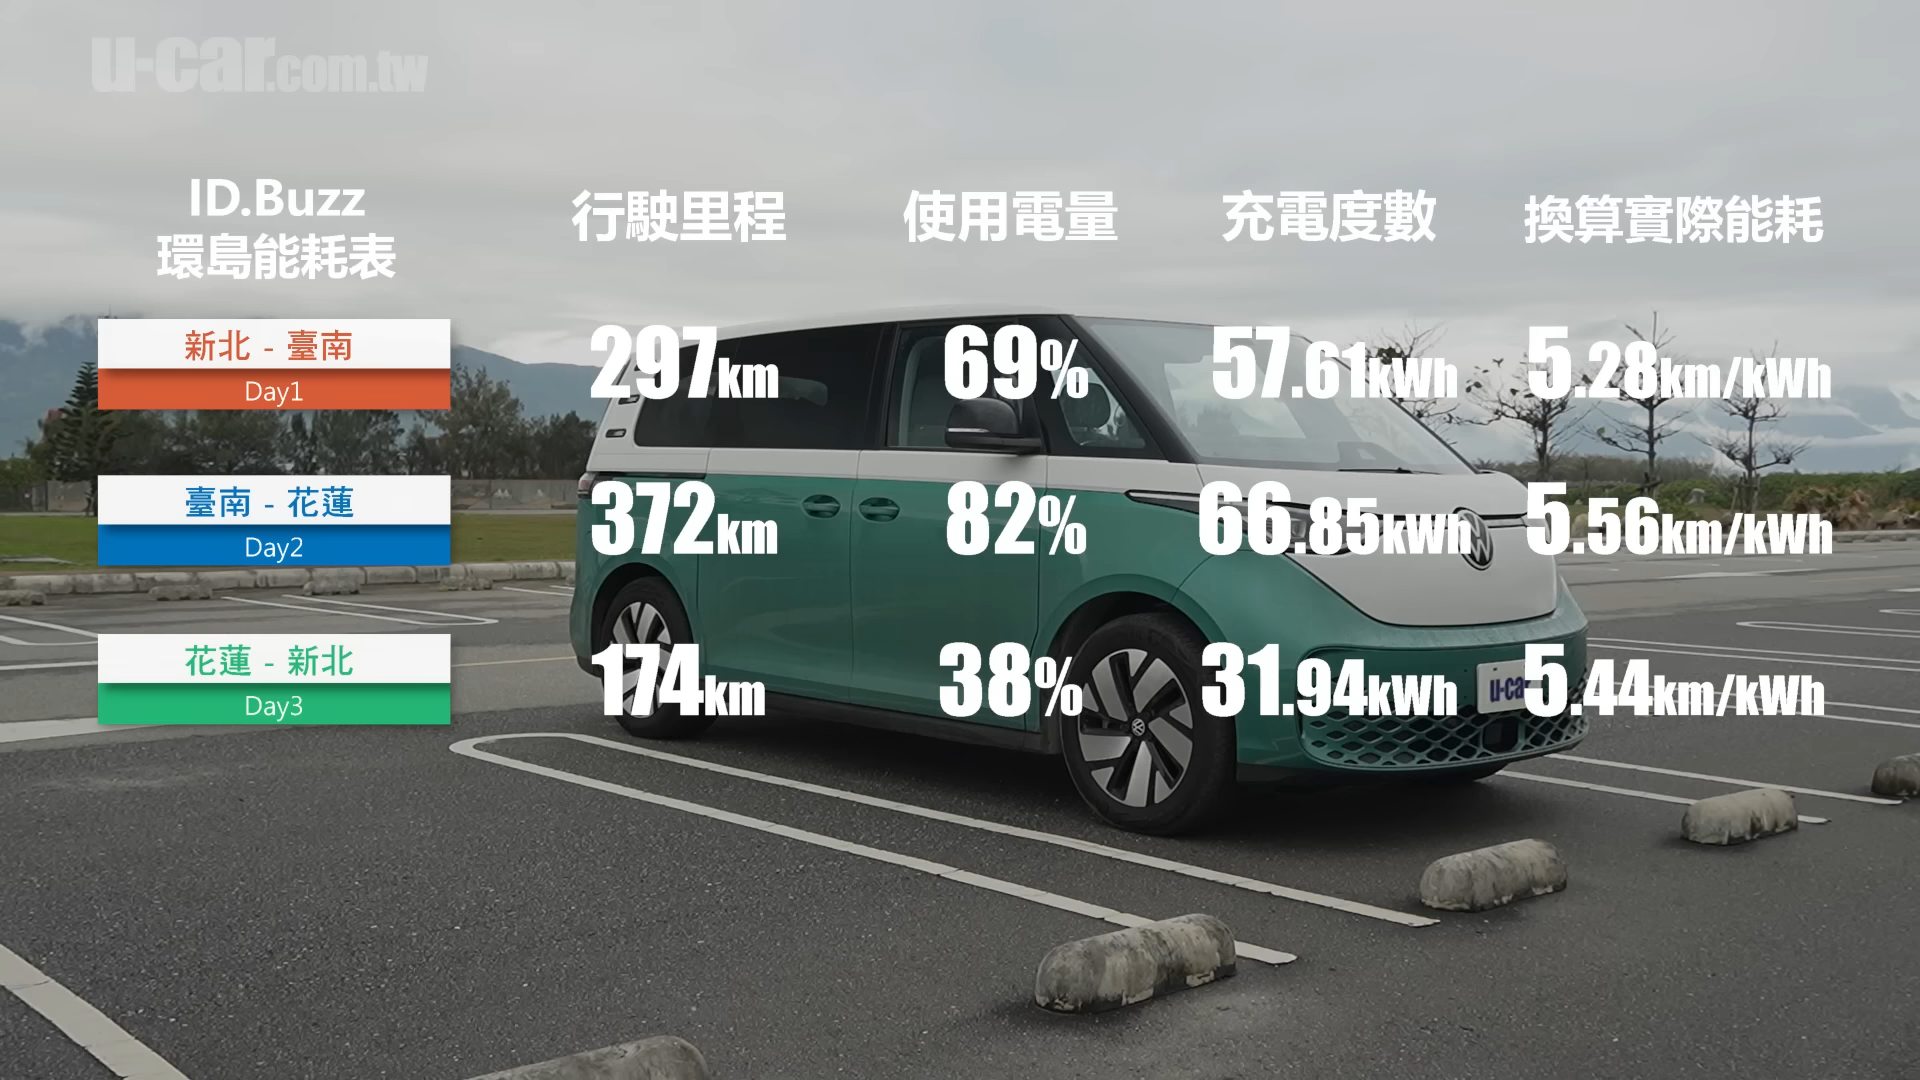 u-car.com.tw
ID.Buzz
環島能耗表
行駛里程 使用電量 充電度數 換算實際能耗
新北 - 臺南
Day1
297km 69% 57.61kWh 5.28km/kWh
臺南 - 花蓮
Day2
372km 82% 66.85kWh 5.56km/kWh
花蓮 - 新北
Day3
174km 38% 31.94kWh 5.44km/kWh